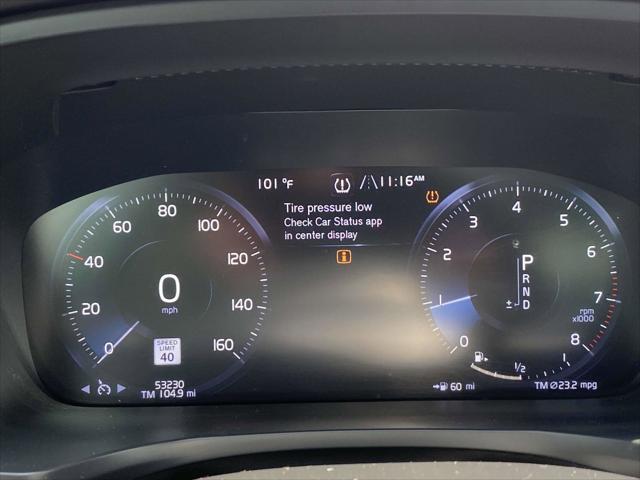 101 °F
11:16AM
Tire pressure low
Check Car Status app
in center display
0
20
40
60
80
100
120
140
160
0
mph
SPEED
LIMIT
40
53230
TM 104.9 mi
0
1
2
3
4
5
6
7
8
P
R
N
± D
rpm
x1000
1/2
60 mi
TM Ø23.2 mpg